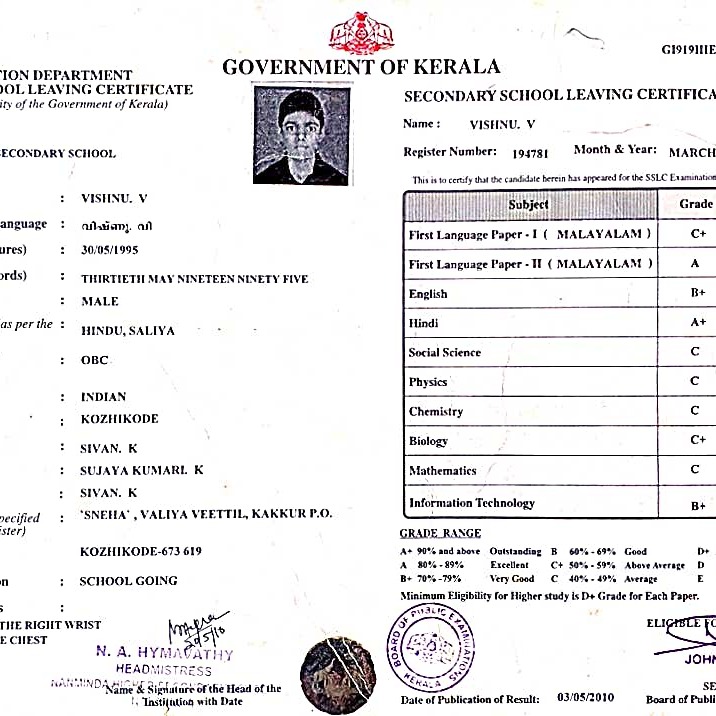 GI919IIIE
TION DEPARTMENT
OOL LEAVING CERTIFICATE
ity of the Government of Kerala)
SECONDARY SCHOOL
GOVERNMENT OF KERALA
: VISHNU. V
anguage : വിഷ്ണു. വി
ures) : 30/05/1995
ords) : THIRTIETH MAY NINETEEN NINETY FIVE
: MALE
as per the : HINDU, SALIYA
: OBC
: INDIAN
: KOZHIKODE
: SIVAN. K
: SUJAYA KUMARI. K
: SIVAN. K
pecified : 'SNEHA' , VALIYA VEETTIL, KAKKUR P.O.
ister)
KOZHIKODE-673 619
on : SCHOOL GOING
s :
THE RIGHT WRIST
E CHEST
N. A. HYMAVATHY
HEADMISTRESS
Name & Signature of the Head of the
Institution with Date
SECONDARY SCHOOL LEAVING CERTIFICA
Name : VISHNU. V
Register Number: 194781 Month & Year: MARCH
This is to certify that the candidate herein has appeared for the SSLC Examination
Subject Grade
First Language Paper - I ( MALAYALAM ) C+
First Language Paper - II ( MALAYALAM ) A
English B+
Hindi A+
Social Science C
Physics C
Chemistry C
Biology C+
Mathematics C
Information Technology B+
GRADE RANGE
A+ 90% and above Outstanding B 60% - 69% Good D+
A 80% - 89% Excellent C+ 50% - 59% Above Average D
B+ 70% -79% Very Good C 40% - 49% Average E
Minimum Eligibility for Higher study is D+ Grade for Each Paper.
BOARD OF PUBLIC EXAMINATIONS
KERALA
ELIGIBLE FO
JOHN
SE
Date of Publication of Result: 03/05/2010 Board of Publi